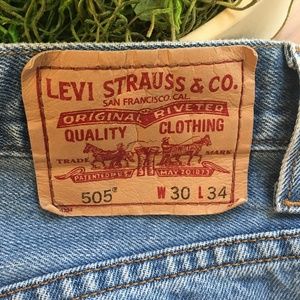 LEVI STRAUSS & CO.
SAN FRANCISCO, CAL.
ORIGINAL RIVETED
QUALITY CLOTHING
TRADE MARK
PATENTED IN U.S. MAY 20 1873
505® W 30 L 34